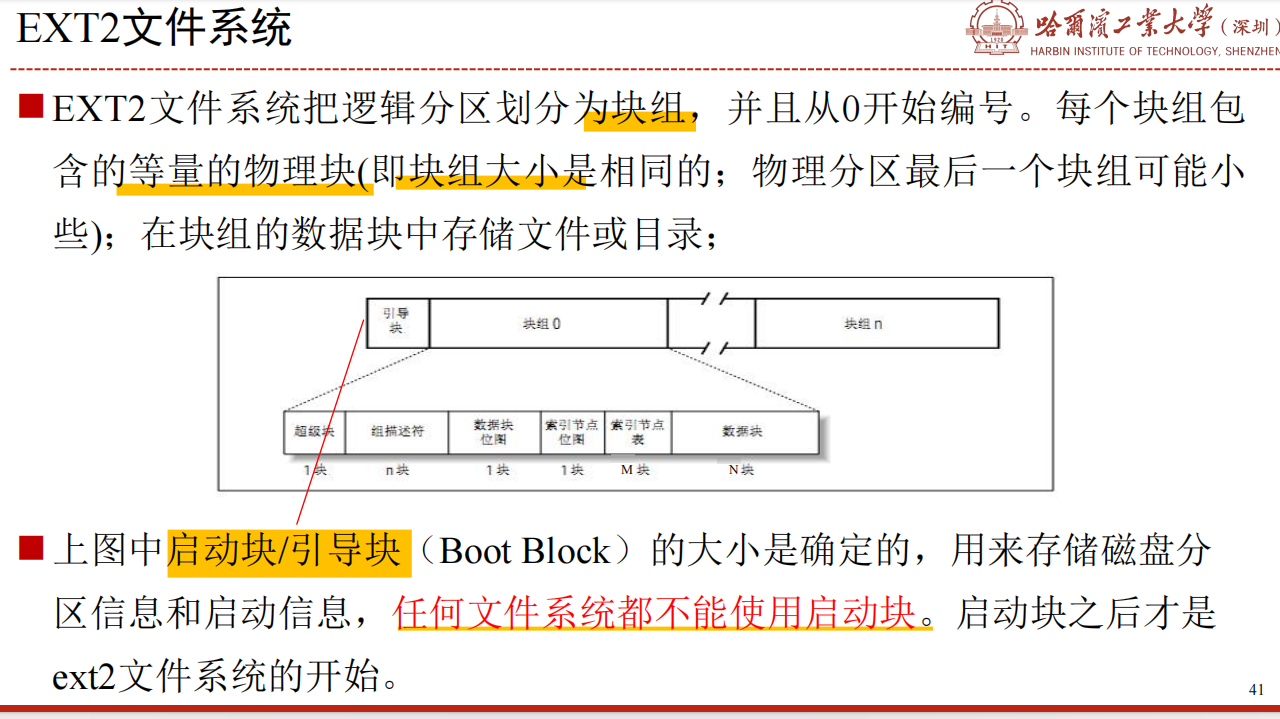 EXT2文件系统
哈尔滨工业大学(深圳)
HARBIN INSTITUTE OF TECHNOLOGY, SHENZHEN
EXT2文件系统把逻辑分区划分为块组，并且从0开始编号。每个块组包
含的等量的物理块(即块组大小是相同的；物理分区最后一个块组可能小
些)；在块组的数据块中存储文件或目录；
引导
块
块组 0
块组 n
超级块
组描述符
数据块
位图
索引节点
位图
索引节点
表
数据块
1 块
n 块
1 块
1 块
M 块
N 块
上图中启动块/引导块（Boot Block）的大小是确定的，用来存储磁盘分
区信息和启动信息，任何文件系统都不能使用启动块。启动块之后才是
ext2文件系统的开始。
41